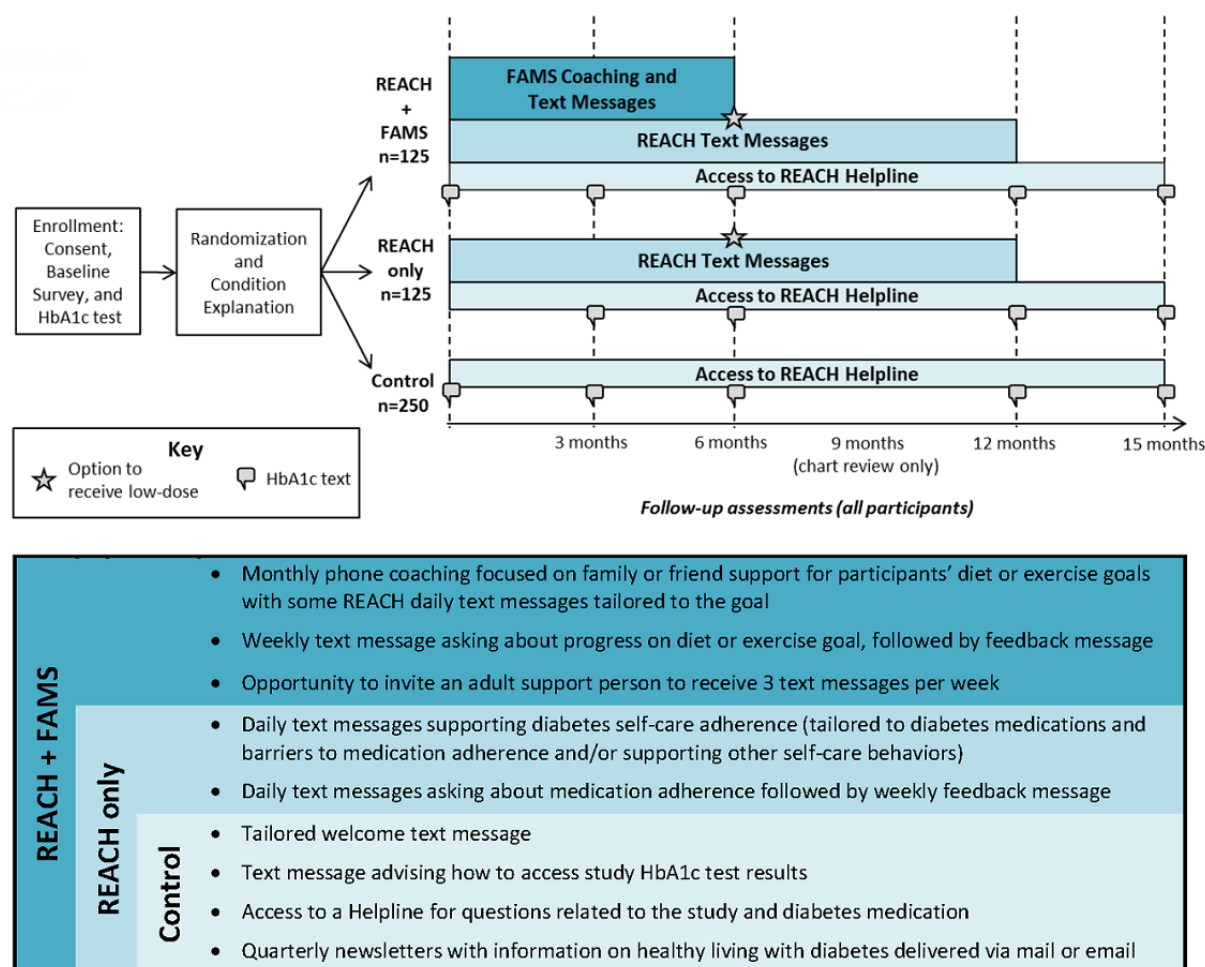 REACH
+
FAMS
n=125
FAMS Coaching and
Text Messages
REACH Text Messages
Access to REACH Helpline
Enrollment:
Consent,
Baseline
Survey, and
HbA1c test
Randomization
and
Condition
Explanation
REACH
only
n=125
REACH Text Messages
Access to REACH Helpline
Control
n=250
Access to REACH Helpline
3 months
6 months
9 months
(chart review only)
12 months
15 months
Follow-up assessments (all participants)
Key
Option to
receive low-dose
HbA1c text
REACH + FAMS
• Monthly phone coaching focused on family or friend support for participants' diet or exercise goals
with some REACH daily text messages tailored to the goal
• Weekly text message asking about progress on diet or exercise goal, followed by feedback message
• Opportunity to invite an adult support person to receive 3 text messages per week
REACH only
• Daily text messages supporting diabetes self-care adherence (tailored to diabetes medications and
barriers to medication adherence and/or supporting other self-care behaviors)
• Daily text messages asking about medication adherence followed by weekly feedback message
Control
• Tailored welcome text message
• Text message advising how to access study HbA1c test results
• Access to a Helpline for questions related to the study and diabetes medication
• Quarterly newsletters with information on healthy living with diabetes delivered via mail or email